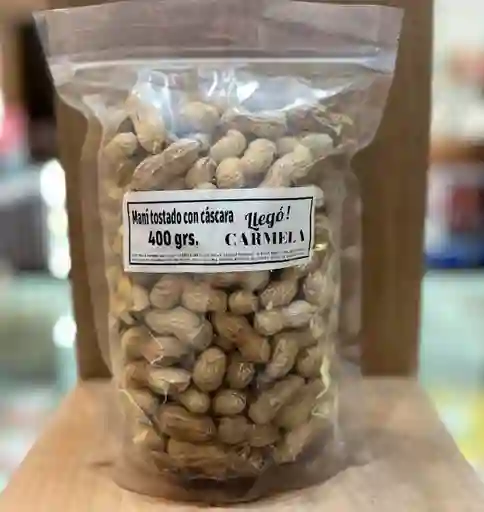 Maní tostado con cáscara
400 grs.
Llegó!
CARMELA